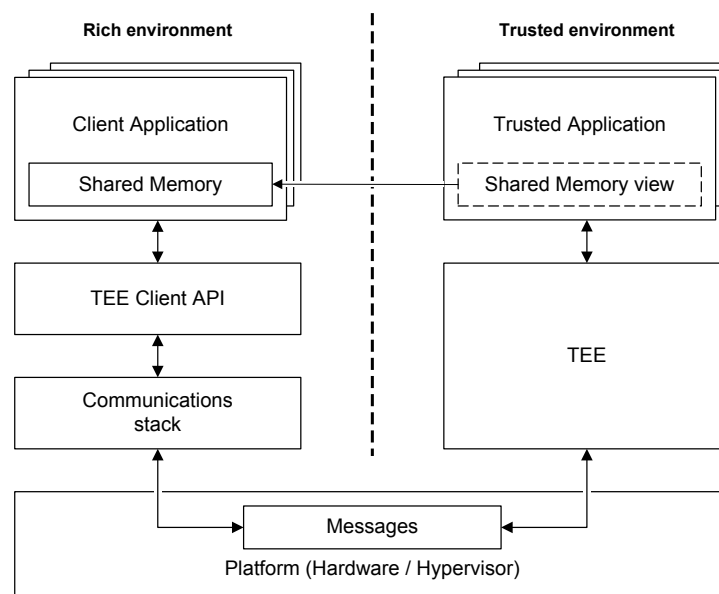 Rich environment
Trusted environment
Client Application
Trusted Application
Shared Memory
Shared Memory view
TEE Client API
TEE
Communications
stack
Messages
Platform (Hardware / Hypervisor)